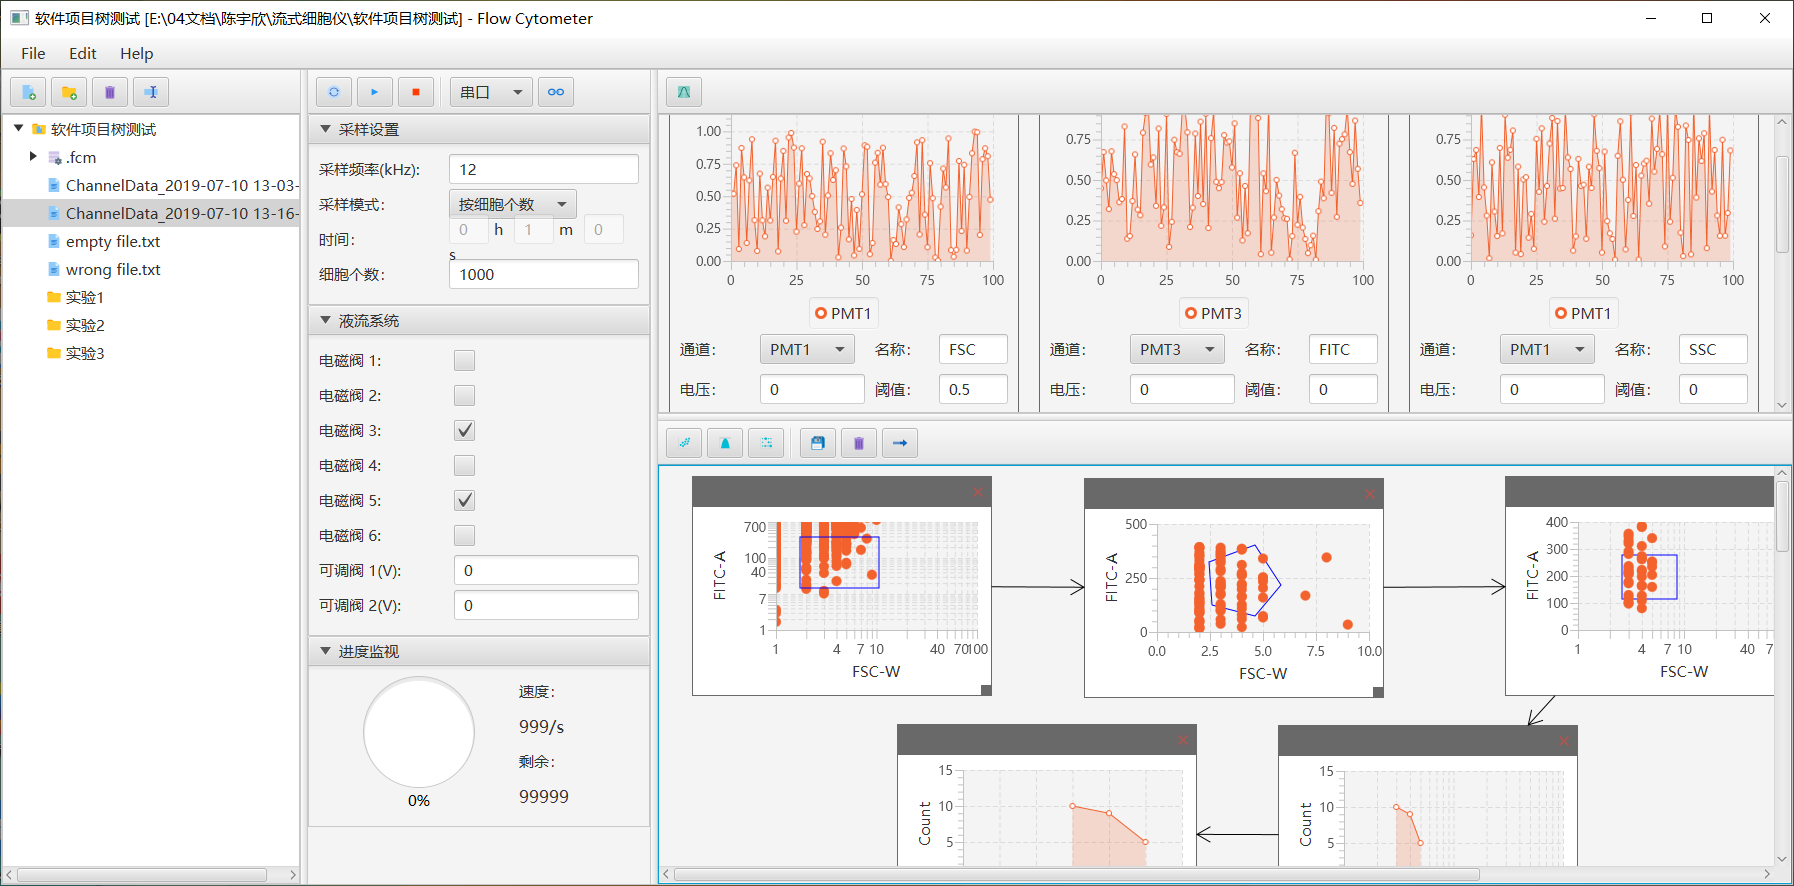 软件项目树测试 [E:\04文档\陈宇欣\流式细胞仪\软件项目树测试] - Flow Cytometer
File Edit Help
串口
软件项目树测试
.fcm
ChannelData_2019-07-10 13-03-
ChannelData_2019-07-10 13-16-
empty file.txt
wrong file.txt
实验1
实验2
实验3
采样设置
采样频率(kHz): 12
采样模式: 按细胞个数
时间: 0 h 1 m 0
s
细胞个数: 1000
液流系统
电磁阀 1:
电磁阀 2:
电磁阀 3:
电磁阀 4:
电磁阀 5:
电磁阀 6:
可调阀 1(V): 0
可调阀 2(V): 0
进度监视
速度:
999/s
剩余:
99999
0%
1.00
0.75
0.50
0.25
0.00
0 25 50 75 100
PMT1
通道: PMT1 名称: FSC
电压: 0 阈值: 0.5
0.75
0.50
0.25
0.00
0 25 50 75 100
PMT3
通道: PMT3 名称: FITC
电压: 0 阈值: 0
0.75
0.50
0.25
0.00
0 25 50 75 100
PMT1
通道: PMT1 名称: SSC
电压: 0 阈值: 0
FITC-A
700
100
40
7
1
1 4 7 10 40 70 100
FSC-W
FITC-A
500
250
0
0.0 2.5 5.0 7.5 10.0
FSC-W
FITC-A
400
300
200
100
0
1 4 7 10 40 7
FSC-W
Count
15
10
5
Count
15
10
5